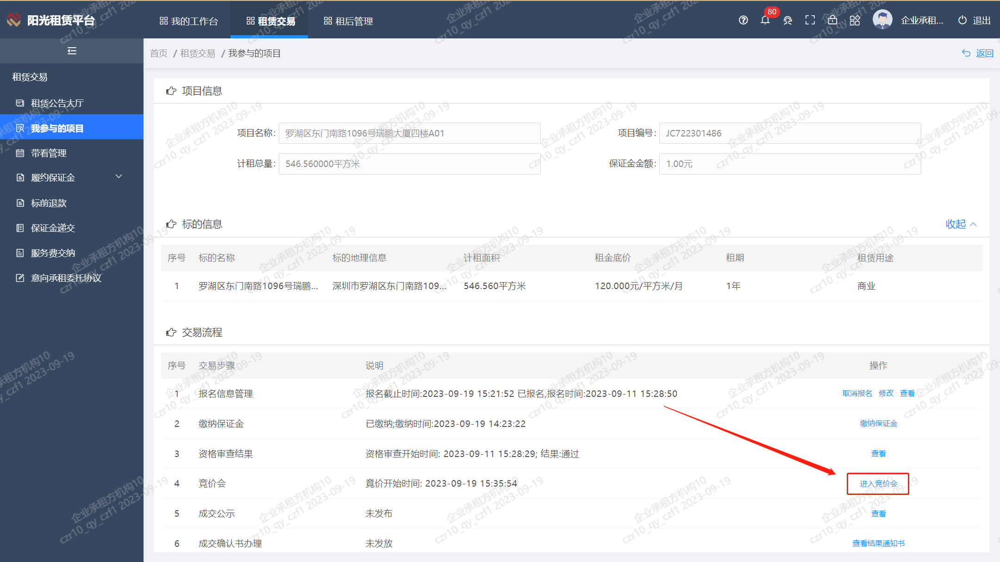 阳光租赁平台
我的工作台
租赁交易
租后管理
80
企业承租...
退出
首页 / 租赁交易 / 我参与的项目
返回
租赁交易
租赁公告大厅
我参与的项目
带看管理
履约保证金
标前退款
保证金递交
服务费交纳
意向承租委托协议
项目信息
项目名称: 罗湖区东门南路1096号瑞鹏大厦四楼A01
项目编号: JC722301486
计租总量: 546.560000平方米
保证金金额: 1.00元
标的信息
收起
序号 标的名称 标的地理信息 计租面积 租金底价 租期 租赁用途
1 罗湖区东门南路1096号瑞鹏... 深圳市罗湖区东门南路109... 546.560平方米 120.000元/平方米/月 1年 商业
交易流程
序号 交易步骤 说明 操作
1 报名信息管理 报名截止时间:2023-09-19 15:21:52 已报名,报名时间:2023-09-11 15:28:50 取消报名 修改 查看
2 缴纳保证金 已缴纳;缴纳时间:2023-09-19 14:23:22 缴纳保证金
3 资格审查结果 资格审查开始时间: 2023-09-11 15:28:29; 结果:通过 查看
4 竞价会 竟价开始时间: 2023-09-19 15:35:54 进入竞价会
5 成交公示 未发布 查看
6 成交确认书办理 未发放 查看结果通知书
企业承租方机构10
czr10_qy_czf1 2023-09-19